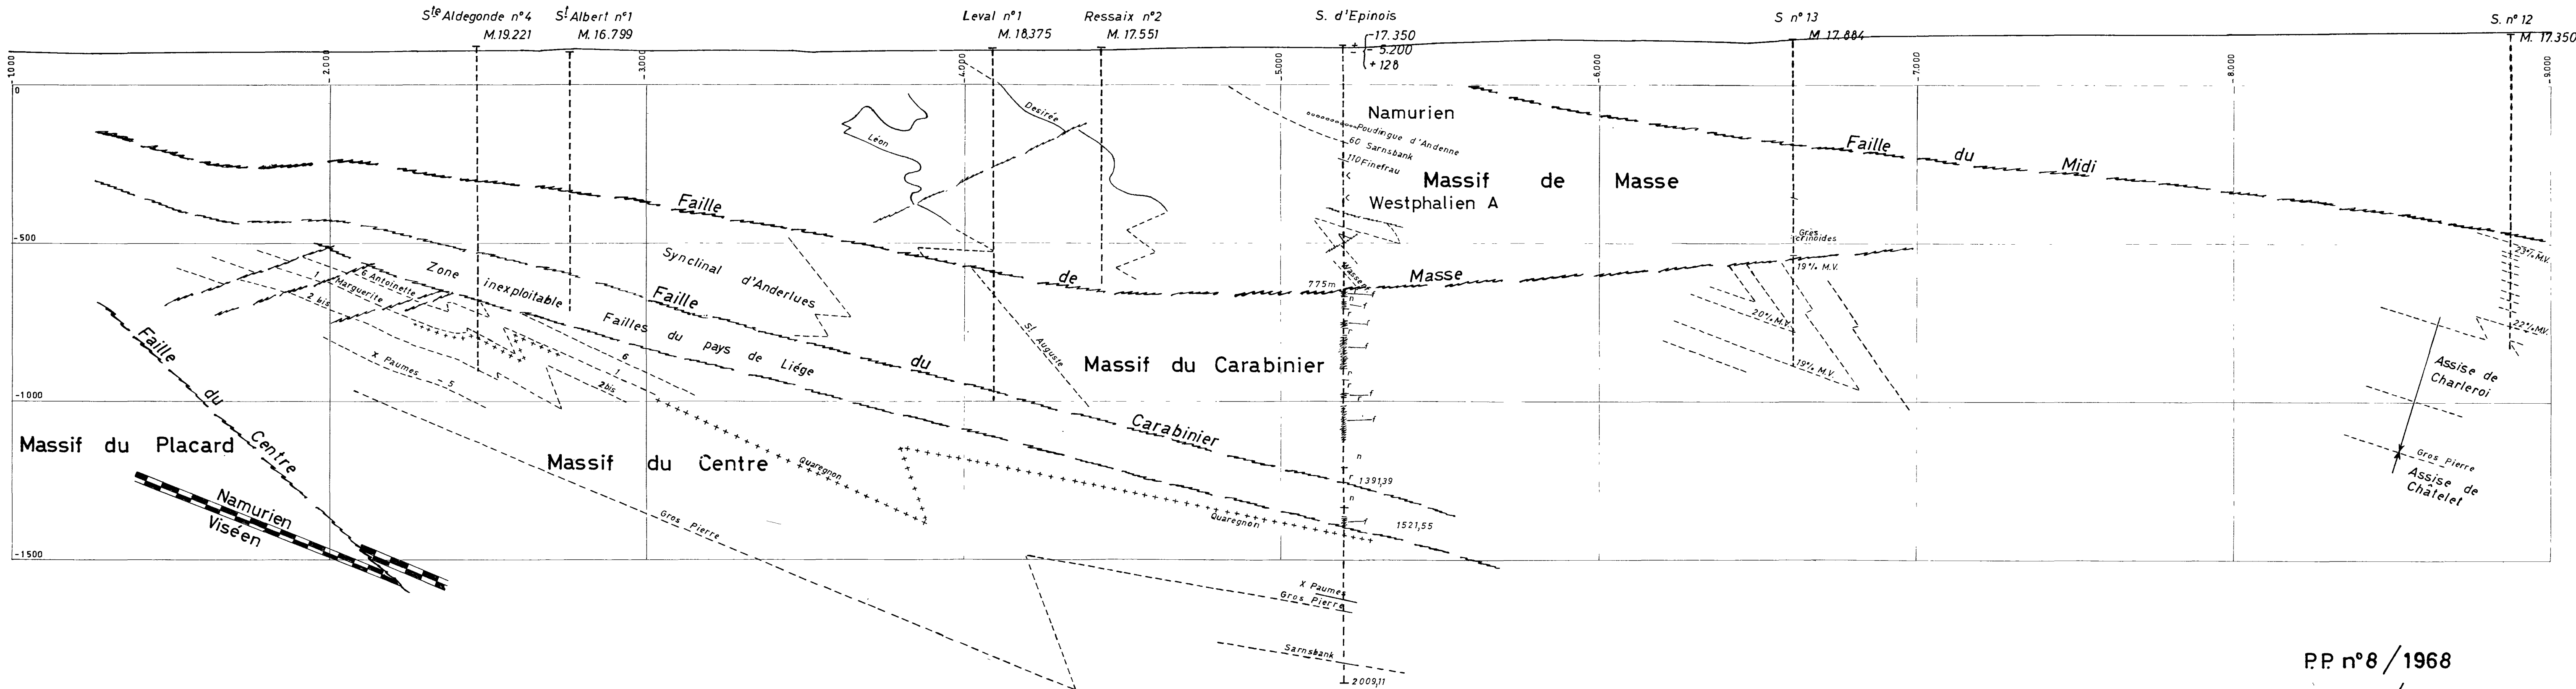 Ste Aldegonde n°4
M.19.221
St Albert n°1
M.16.799
Leval n°1
M.18,375
Ressaix n°2
M.17.551
S. d'Epinois
-17.350
± - 5.200
+128
S n°13
M 17.884
S. n°12
M. 17.350
-1000
-2.000
-3.000
-4.000
-5.000
-6.000
-7.000
-8.000
-9.000
0
-500
-1000
-1500
Léon
Desirée
Namurien
Poudingue d'Andenne
60 Sarnsbank
110 Finefrau
Massif de Masse
Westphalien A
Faille du Midi
Faille de Masse
Grès
crinoides
19% M.V.
20% M.V.
19% M.V.
23% M.V.
22% M.V.
775m
Wasser
Zone
inexploitable
Synclinal d'Anderlues
6 Antoinette
1
Marguerite
2 bis
x Paumes - 5
Faille du Carabinier
Failles du pays de Liége
6
1
2bis
St Auguste
Massif du Carabinier
Faille du Centre
Massif du Placard
Massif du Centre
Quaregnon
Gros Pierre
Namurien
Viséen
n
f
r
1391,39
1521,55
Quaregnon
x Paumes
Gros Pierre
Sarnsbank
2009,11
Assise de
Charleroi
Gros Pierre
Assise de
Châtelet
P.P. n°8/1968